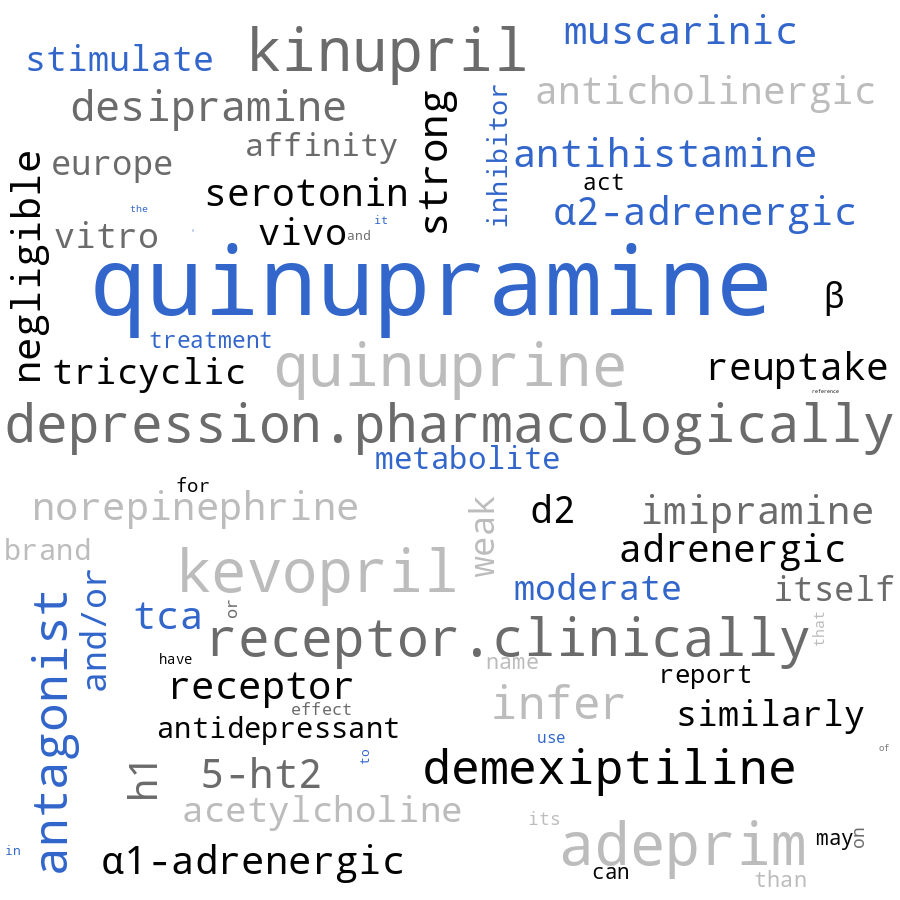 muscarinic
kinupril
stimulate
anticholinergic
desipramine
strong
inhibitor
affinity
antihistamine
europe
negligible
act
serotonin
α2-adrenergic
the
it
vitro
vivo
and
quinupramine
β
treatment
tricyclic
quinuprine
reuptake
reference
depression.pharmacologically
metabolite
for
norepinephrine
weak
d2
imipramine
brand
adrenergic
kevopril
moderate
itself
and/or
antagonist
tca
or
receptor.clinically
that
have
name
receptor
report
effect
infer
similarly
antidepressant
use
to
of
h1
5-ht2
demexiptiline
acetylcholine
its
adeprim
may
on
in
α1-adrenergic
can
than